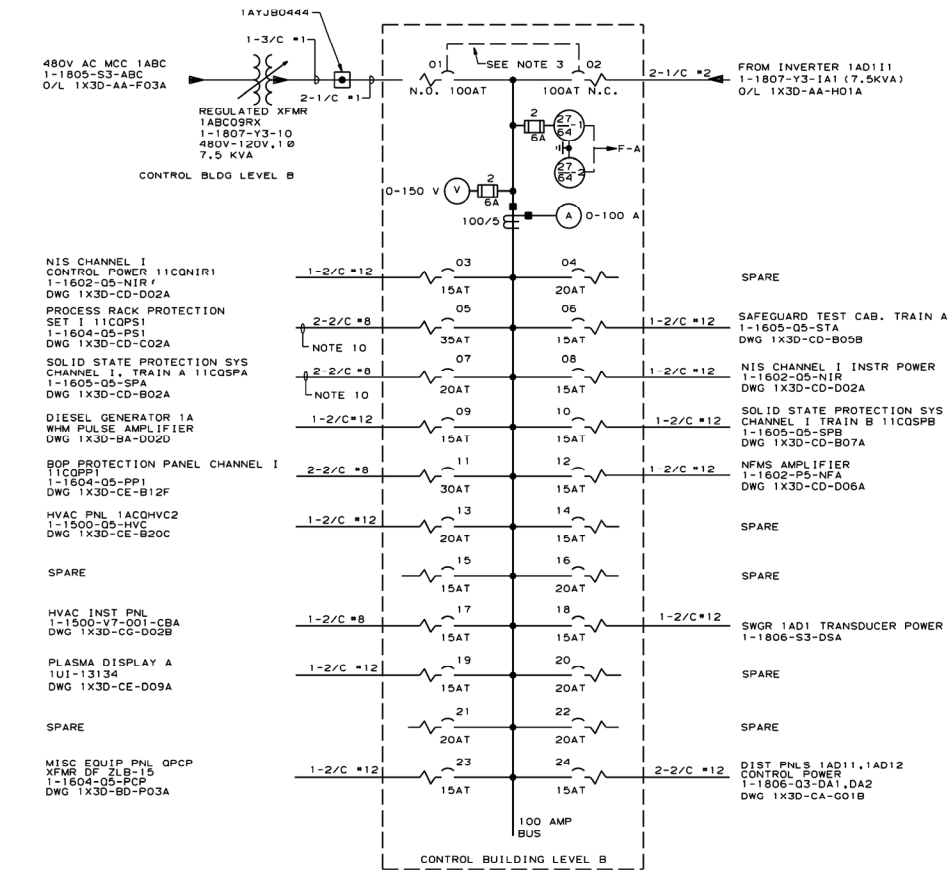 1AYJB0444
1-3/C #1
480V AC MCC 1ABC
1-1805-S3-ABC
O/L 1X3D-AA-F03A
2-1/C #1
REGULATED XFMR
1ABC09RX
1-1807-Y3-10
480V-120V,1Ø
7.5 KVA
CONTROL BLDG LEVEL B
01
SEE NOTE 3
02
N.O. 100AT
100AT N.C.
2-1/C #2
FROM INVERTER 1AD1I1
1-1807-Y3-IA1 (7.5KVA)
O/L 1X3D-AA-H01A
2
6A
27
64
-1
27
64
-2
F-A
0-150 V
V
2
6A
100/5
A
0-100 A
NIS CHANNEL I
CONTROL POWER 11CQNIR1
1-1602-Q5-NIR
DWG 1X3D-CD-D02A
1-2/C #12
03
15AT
04
20AT
SPARE
PROCESS RACK PROTECTION
SET I 11CQPS1
1-1604-Q5-PS1
DWG 1X3D-CD-C02A
2-2/C #8
NOTE 10
05
35AT
06
15AT
1-2/C #12
SAFEGUARD TEST CAB. TRAIN A
1-1605-Q5-STA
DWG 1X3D-CD-B05B
SOLID STATE PROTECTION SYS
CHANNEL I, TRAIN A 11CQSPA
1-1605-Q5-SPA
DWG 1X3D-CD-B02A
2-2/C #8
NOTE 10
07
20AT
08
15AT
1-2/C #12
NIS CHANNEL I INSTR POWER
1-1602-Q5-NIR
DWG 1X3D-CD-D02A
DIESEL GENERATOR 1A
WHM PULSE AMPLIFIER
DWG 1X3D-BA-D02D
1-2/C#12
09
15AT
10
15AT
1-2/C #12
SOLID STATE PROTECTION SYS
CHANNEL I TRAIN B 11CQSPB
1-1605-Q5-SPB
DWG 1X3D-CD-B07A
BOP PROTECTION PANEL CHANNEL I
11CQPP1
1-1604-Q5-PP1
DWG 1X3D-CE-B12F
2-2/C #8
11
30AT
12
15AT
1-2/C #12
NFMS AMPLIFIER
1-1602-P5-NFA
DWG 1X3D-CD-D06A
HVAC PNL 1ACQHVC2
1-1500-Q5-HVC
DWG 1X3D-CE-B20C
1-2/C #12
13
20AT
14
15AT
SPARE
SPARE
15
15AT
16
20AT
SPARE
HVAC INST PNL
1-1500-V7-001-CBA
DWG 1X3D-CG-D02B
1-2/C #8
17
15AT
18
15AT
1-2/C#12
SWGR 1AD1 TRANSDUCER POWER
1-1806-S3-DSA
PLASMA DISPLAY A
1UI-13134
DWG 1X3D-CE-D09A
1-2/C #12
19
15AT
20
20AT
SPARE
SPARE
21
20AT
22
20AT
SPARE
MISC EQUIP PNL QPCP
XFMR DF ZLB-15
1-1604-Q5-PCP
DWG 1X3D-BD-P03A
1-2/C #12
23
15AT
24
15AT
2-2/C #12
DIST PNLS 1AD11,1AD12
CONTROL POWER
1-1806-Q3-DA1,DA2
DWG 1X3D-CA-G01B
100 AMP
BUS
CONTROL BUILDING LEVEL B